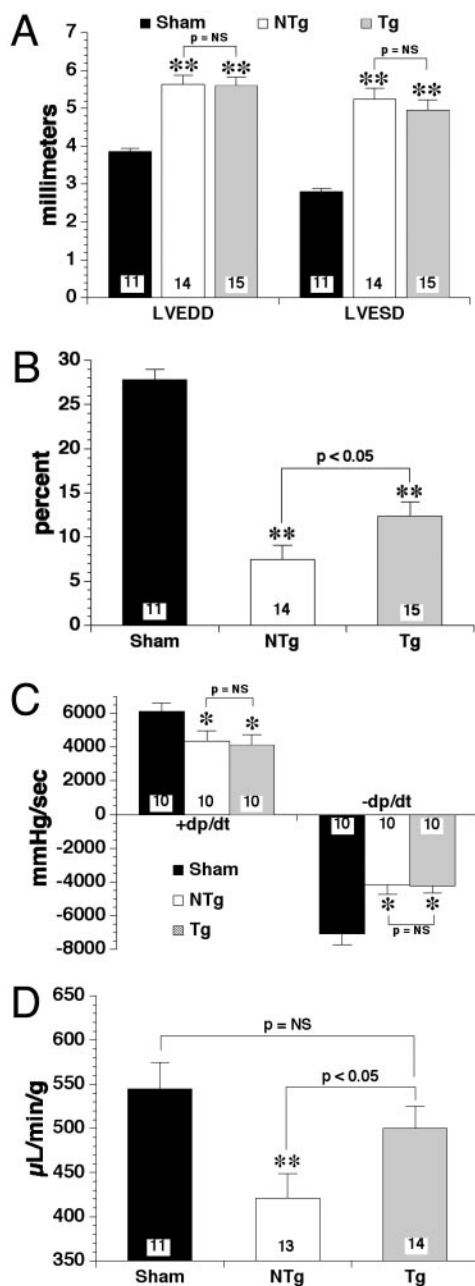 A
Sham NTg Tg
p = NS
p = NS
** ** ** **
millimeters
7
6
5
4
3
2
1
0
11 14 15 11 14 15
LVEDD LVESD
B
percent
30
25
20
15
10
5
0
p < 0.05
**
**
11 14 15
Sham NTg Tg
C
mmHg/sec
6000
4000
2000
0
-2000
-4000
-6000
-8000
p = NS
* *
10 10 10
+dp/dt
-dp/dt
10 10 10
Sham
NTg
Tg
* *
p = NS
D
µL/min/g
650
600
550
500
450
400
350
p = NS
p < 0.05
**
11 13 14
Sham NTg Tg